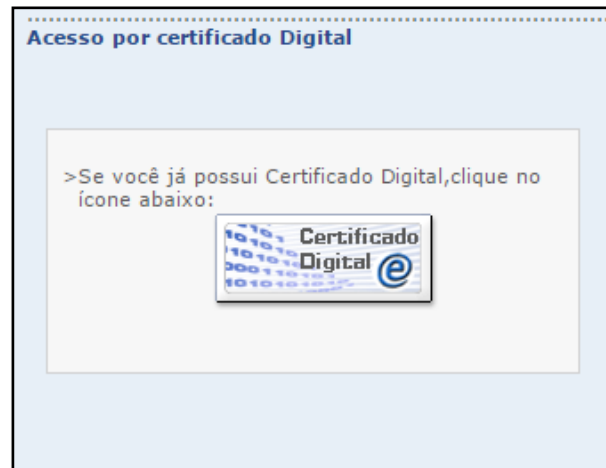 Acesso por certificado Digital
>Se você já possui Certificado Digital,clique no
ícone abaixo:
Certificado
Digital